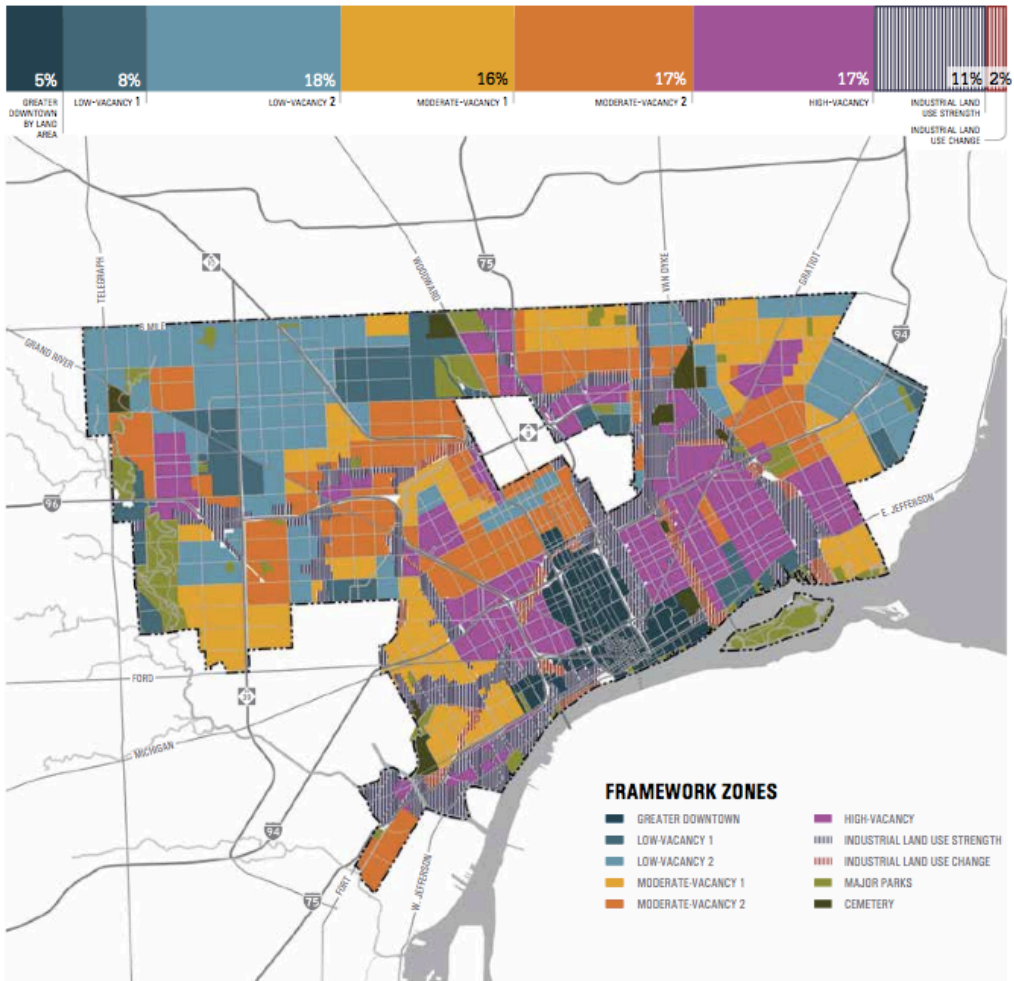 5%
8%
18%
16%
17%
17%
11%
2%
GREATER
DOWNTOWN
BY LAND
AREA
LOW-VACANCY 1
LOW-VACANCY 2
MODERATE-VACANCY 1
MODERATE-VACANCY 2
HIGH-VACANCY
INDUSTRIAL LAND
USE STRENGTH
INDUSTRIAL LAND
USE CHANGE
TELEGRAPH
WOODWARD
75
VAN DYKE
GRATIOT
94
8 MILE
GRAND RIVER
8
96
E. JEFFERSON
FORD
39
MICHIGAN
94
75
FORT
W. JEFFERSON
FRAMEWORK ZONES
GREATER DOWNTOWN
LOW-VACANCY 1
LOW-VACANCY 2
MODERATE-VACANCY 1
MODERATE-VACANCY 2
HIGH-VACANCY
INDUSTRIAL LAND USE STRENGTH
INDUSTRIAL LAND USE CHANGE
MAJOR PARKS
CEMETERY